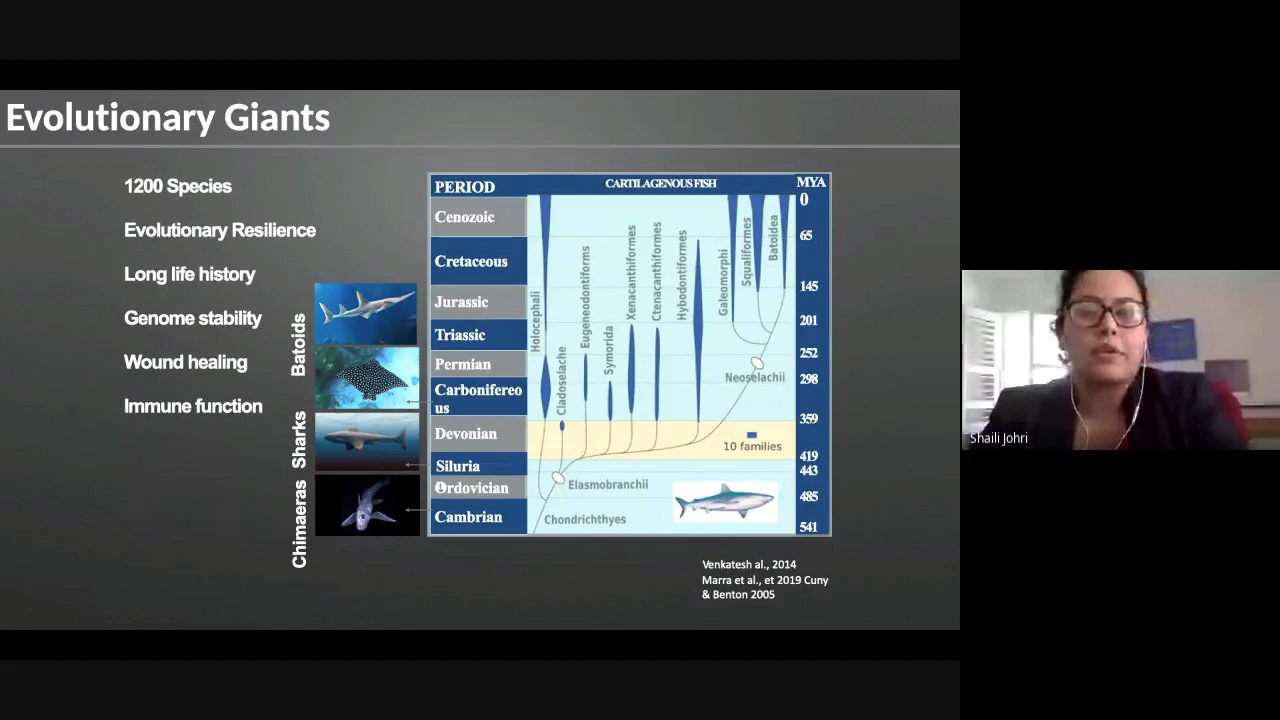 Evolutionary Giants
1200 Species
Evolutionary Resilience
Long life history
Genome stability
Wound healing
Immune function
Batoids
Sharks
Chimaeras
PERIOD
CARTILAGENOUS FISH
MYA
Cenozoic
Cretaceous
Jurassic
Triassic
Permian
Carbonifereo
us
Devonian
Siluria
Ordovician
Cambrian
Holocephali
Cladoselache
Eugeneodontiforms
Symorida
Xenacanthiformes
Ctenacanthiformes
Hybodontiformes
Galeomorphi
Squaliformes
Batoidea
Neoselachii
10 families
Elasmobranchii
Chondrichthyes
0
65
145
201
252
298
359
419
443
485
541
Venkatesh al., 2014
Marra et al., et 2019 Cuny
& Benton 2005
Shaili Johri